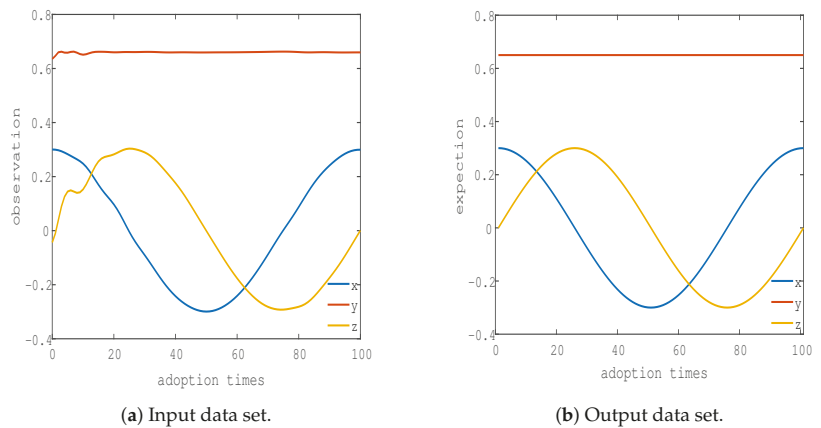 0.8
0.6
0.4
0.2
0
-0.2
-0.4
observation
0 20 40 60 80 100
adoption times
x
y
z
(a) Input data set.
0.8
0.6
0.4
0.2
0
-0.2
-0.4
expection
0 20 40 60 80 100
adoption times
x
y
z
(b) Output data set.